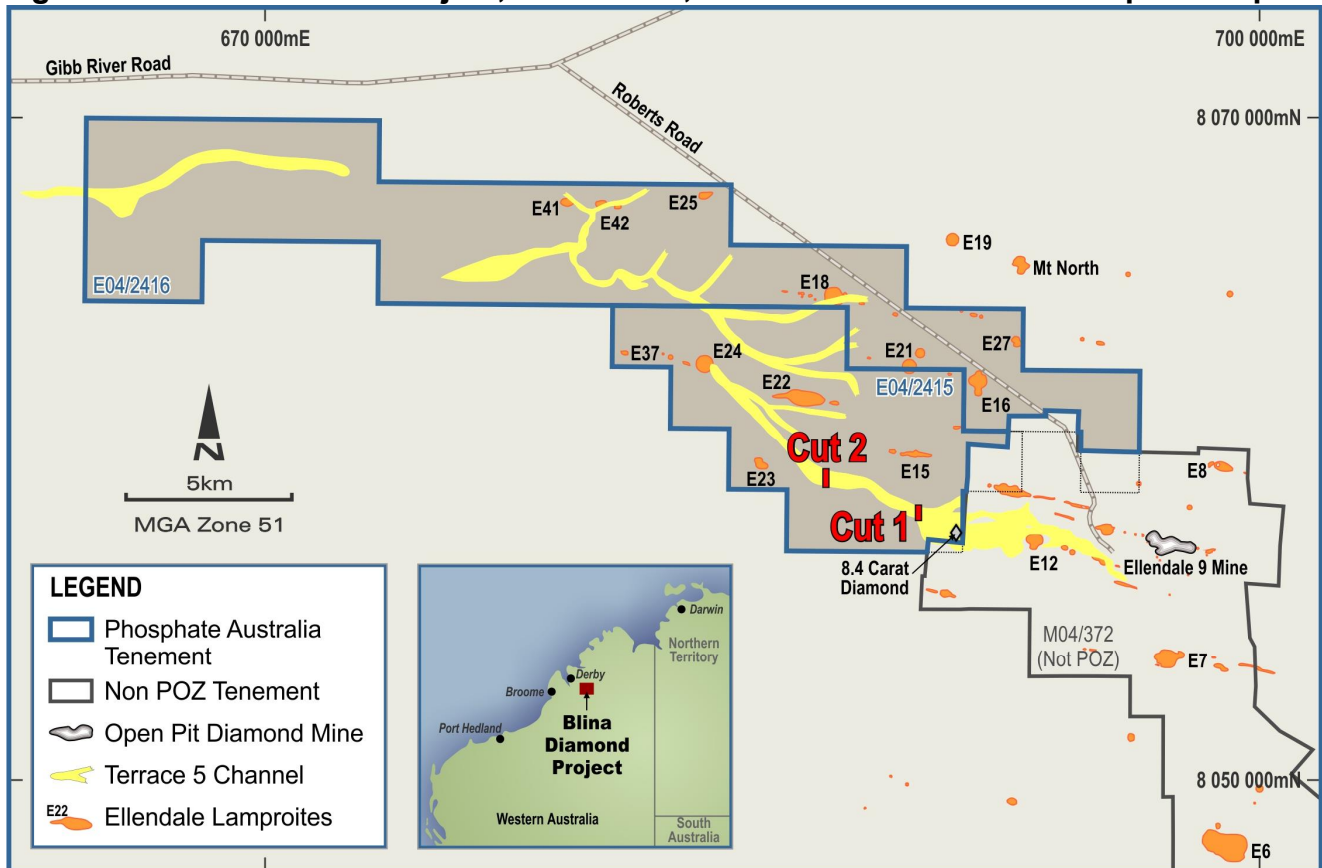 670 000mE
700 000mE
Gibb River Road
Roberts Road
8 070 000mN
E41
E42
E25
E19
Mt North
E04/2416
E18
E27
E21
E37
E24
E22
E04/2415
E16
N
5km
MGA Zone 51
Cut 2
E15
E23
E8
Cut 1
8.4 Carat
Diamond
E12
Ellendale 9 Mine
M04/372
(Not POZ)
E7
8 050 000mN
E6
LEGEND
Phosphate Australia
Tenement
Non POZ Tenement
Open Pit Diamond Mine
Terrace 5 Channel
E22
Ellendale Lamproites
Darwin
Northern
Territory
Derby
Broome
Port Hedland
Blina
Diamond
Project
Western Australia
South
Australia